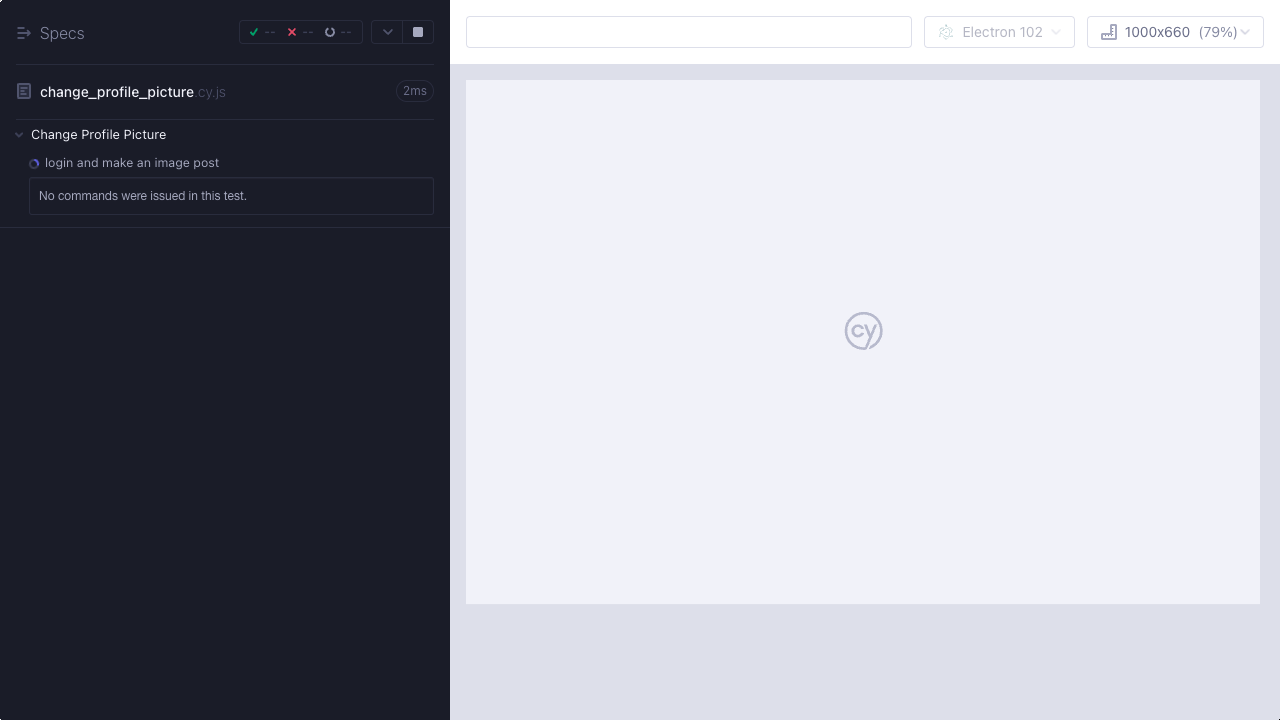 Specs
-- -- --
Electron 102
1000x660 (79%)
change_profile_picture.cy.js
2ms
Change Profile Picture
login and make an image post
No commands were issued in this test.
cy